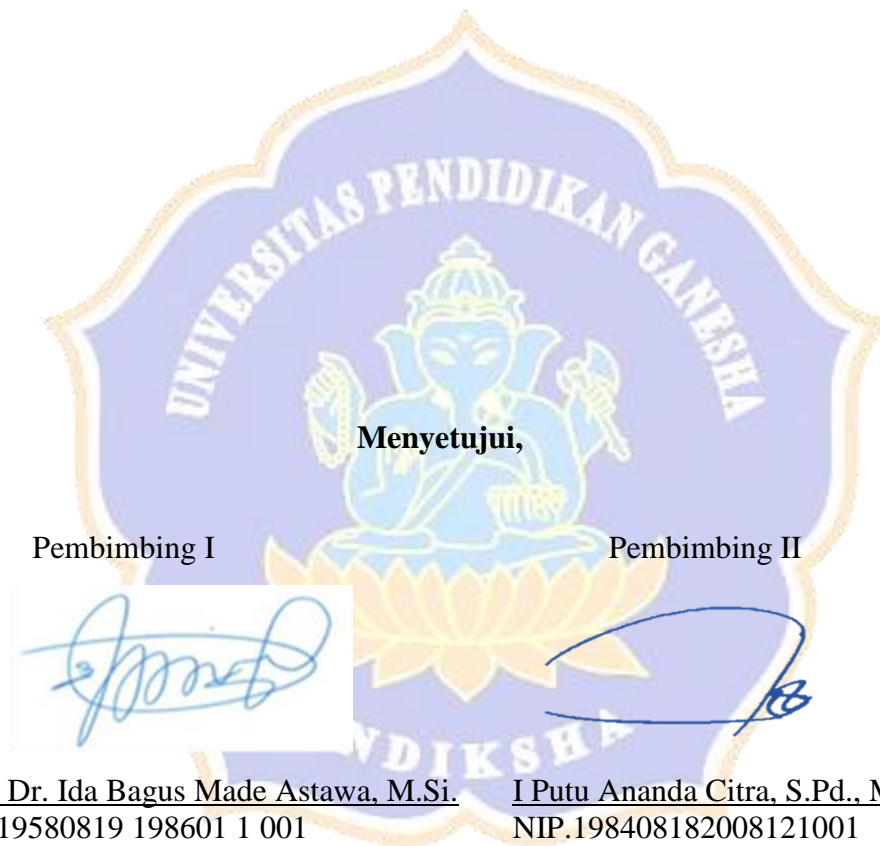 UNIVERSITAS PENDIDIKAN GANESHA
Menyetujui,
Pembimbing I Pembimbing II
UNDIKSHA
Dr. Ida Bagus Made Astawa, M.Si. I Putu Ananda Citra, S.Pd., M
19580819 198601 1 001 NIP.198408182008121001